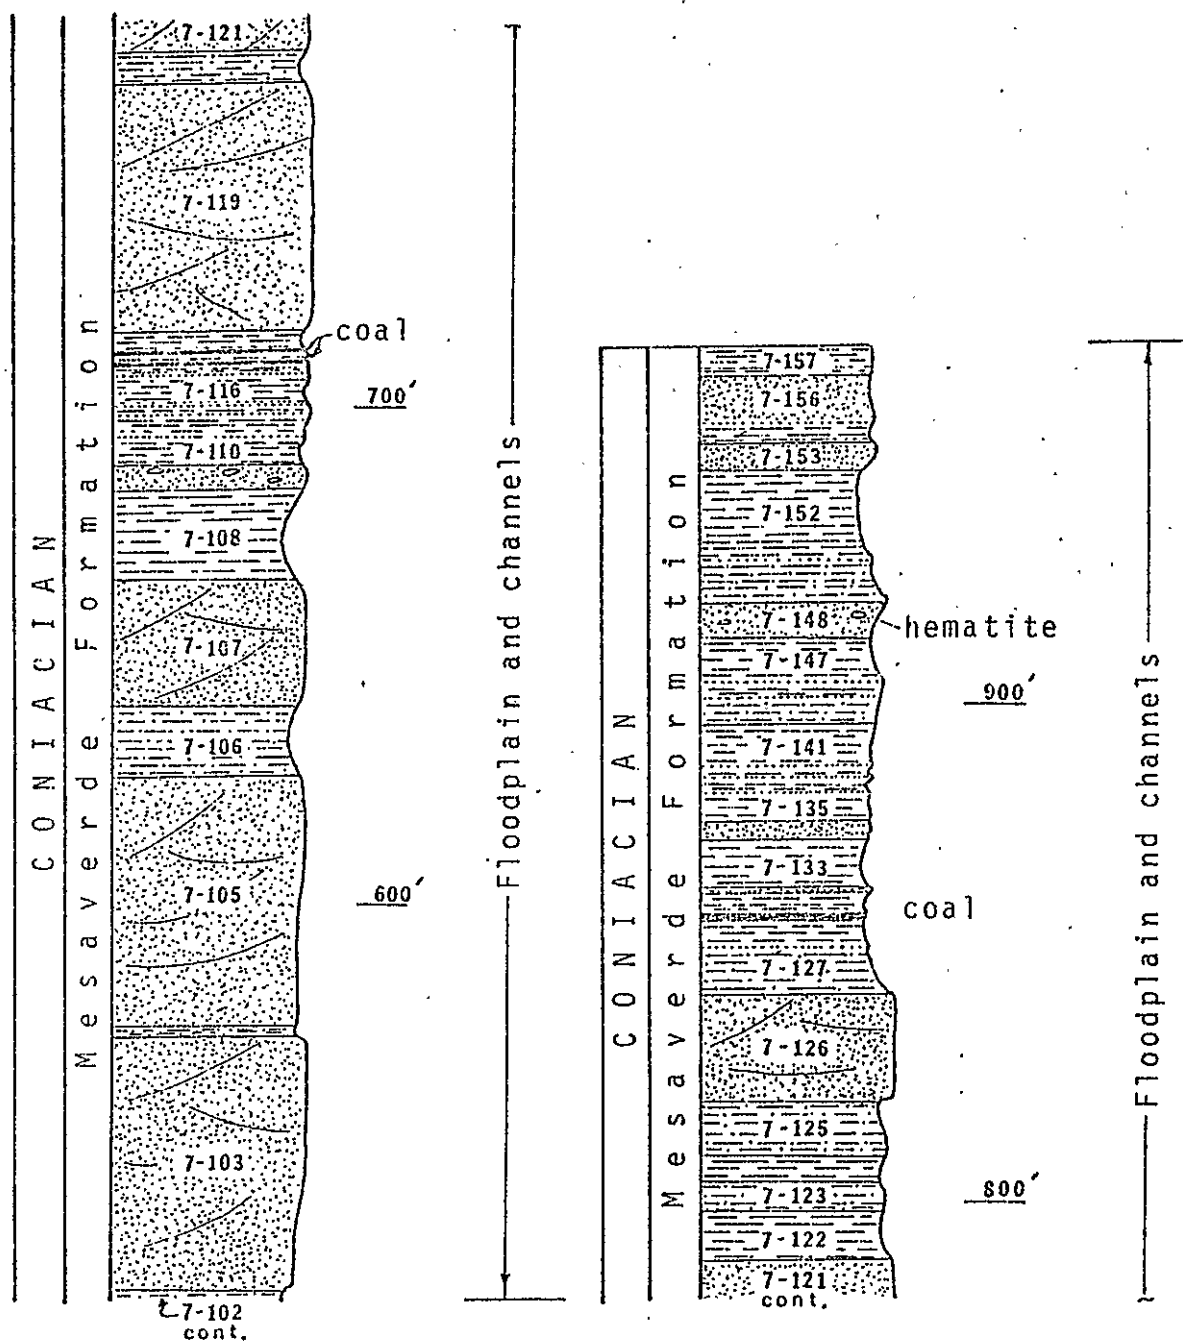 CONIACIAN
Mesaverde Formation
7-121
7-119
coal
7-116
700'
7-110
7-108
7-107
7-106
7-105
600'
7-103
7-102
cont.
Floodplain and channels
CONIACIAN
Mesaverde Formation
7-157
7-156
7-153
7-152
7-148
hematite
7-147
900'
7-141
7-135
7-133
coal
7-127
7-126
7-125
7-123
800'
7-122
7-121
cont.
Floodplain and channels